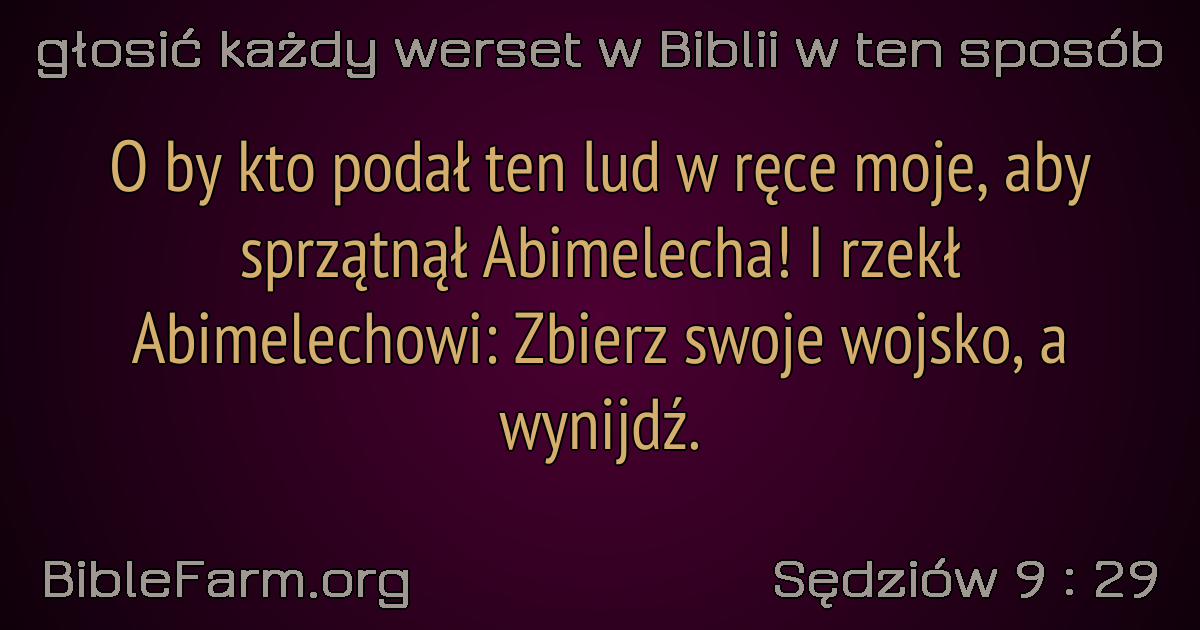 głosić każdy werset w Biblii w ten sposób
O by kto podał ten lud w ręce moje, aby
sprzątnął Abimelecha! I rzekł
Abimelechowi: Zbierz swoje wojsko, a
wynijdź.
BibleFarm.org
Sędziów 9 : 29